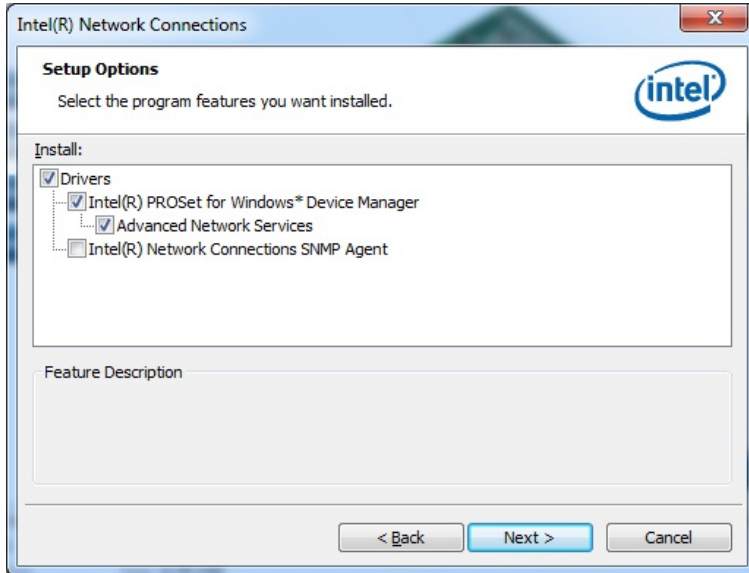 Intel(R) Network Connections
Setup Options
Select the program features you want installed.
intel
Install:
Drivers
Intel(R) PROSet for Windows* Device Manager
Advanced Network Services
Intel(R) Network Connections SNMP Agent
Feature Description
< Back
Next >
Cancel